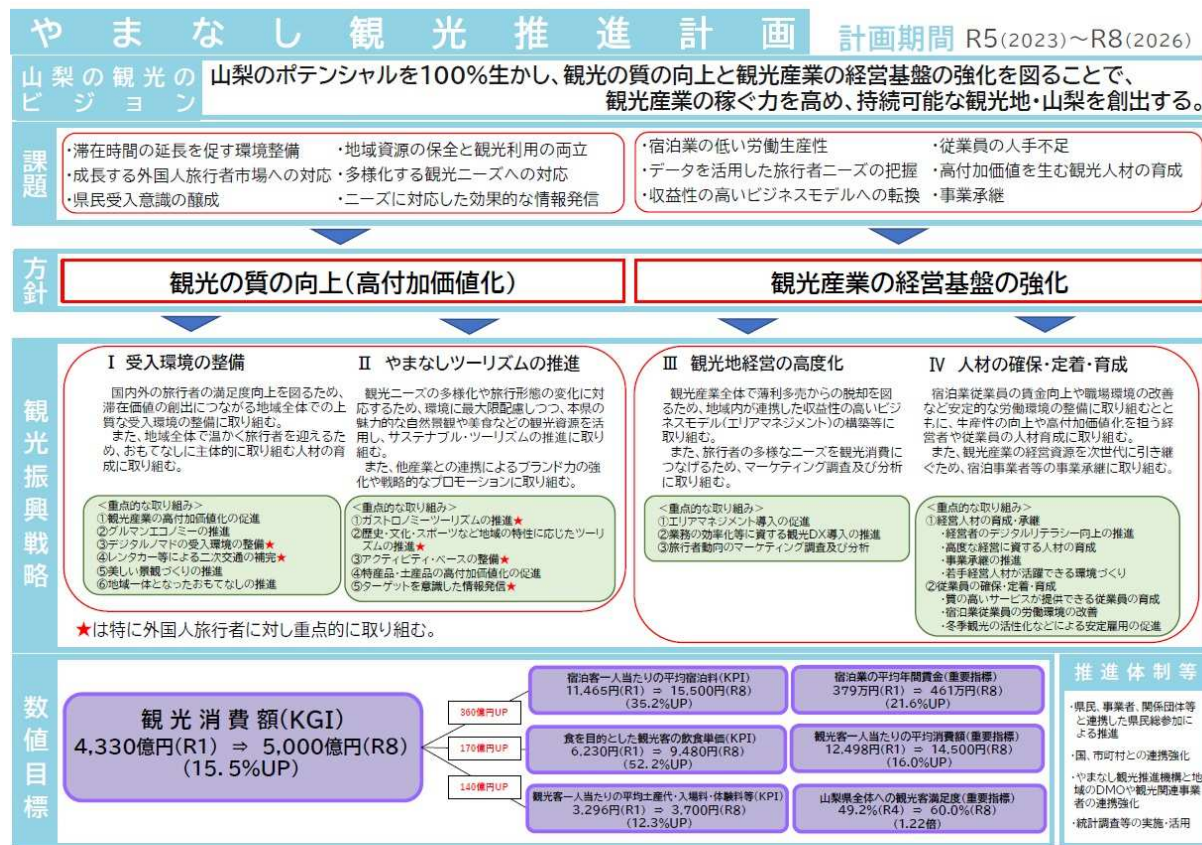 やまなし観光推進計画
計画期間 R5(2023)~R8(2026)
山梨の観光の
ビジョン
山梨のポテンシャルを100%生かし、観光の質の向上と観光産業の経営基盤の強化を図ることで、
観光産業の稼ぐ力を高め、持続可能な観光地・山梨を創出する。
課題
・滞在時間の延長を促す環境整備
・成長する外国人旅行者市場への対応
・県民受入意識の醸成
・地域資源の保全と観光利用の両立
・多様化する観光ニーズへの対応
・ニーズに対応した効果的な情報発信
・宿泊業の低い労働生産性
・データを活用した旅行者ニーズの把握
・収益性の高いビジネスモデルへの転換
・従業員の人手不足
・高付加価値を生む観光人材の育成
・事業承継
方針
観光の質の向上(高付加価値化)
観光産業の経営基盤の強化
観光振興戦略
Ⅰ 受入環境の整備
国内外の旅行者の満足度向上を図るため、
滞在価値の創出につながる地域全体での上
質な受入環境の整備に取り組む。
また、地域全体で温かく旅行者を迎えるた
め、おもてなしに主体的に取り組む人材の育
成に取り組む。
<重点的な取り組み>
①観光産業の高付加価値化の促進
②グルマンエコノミーの推進
③デジタルノマドの受入環境の整備★
④レンタカー等による二次交通の補完★
⑤美しい景観づくりの推進
⑥地域一体となったおもてなしの推進
Ⅱ やまなしツーリズムの推進
観光ニーズの多様化や旅行形態の変化に対
応するため、環境に最大限配慮しつつ、本県の
魅力的な自然景観や美食などの観光資源を活
用し、サステナブル・ツーリズムの推進に取り
組む。
また、他産業との連携によるブランド力の強
化や戦略的なプロモーションに取り組む。
<重点的な取り組み>
①ガストロノミーツーリズムの推進★
②歴史・文化・スポーツなど地域の特性に応じたツーリ
ズムの推進★
③アクティビティ・ベースの整備★
④特産品・土産品の高付加価値化の促進
⑤ターゲットを意識した情報発信★
Ⅲ 観光地経営の高度化
観光産業全体で薄利多売からの脱却を図
るため、地域内が連携した収益性の高いビジ
ネスモデル(エリアマネジメント)の構築等に
取り組む。
また、旅行者の多様なニーズを観光消費に
つなげるため、マーケティング調査及び分析
に取り組む。
<重点的な取り組み>
①エリアマネジメント導入の促進
②業務の効率化等に資する観光DX導入の推進
③旅行者動向のマーケティング調査及び分析
Ⅳ 人材の確保・定着・育成
宿泊業従業員の賃金向上や職場環境の改善
など安定的な労働環境の整備に取り組むとと
もに、生産性の向上や高付加価値化を担う経
営者や従業員の人材育成に取り組む。
また、観光産業の経営資源を次世代に引き継
ぐため、宿泊事業者等の事業承継に取り組む。
<重点的な取り組み>
①経営人材の育成・承継
・経営者のデジタルリテラシー向上の推進
・高度な経営に資する人材の育成
・事業承継の推進
・若手経営人材が活躍できる環境づくり
②従業員の確保・定着・育成
・質の高いサービスが提供できる従業員の育成
・宿泊業従業員の労働環境の改善
・冬季観光の活性化などによる安定雇用の促進
★は特に外国人旅行者に対し重点的に取り組む。
数値目標
観光消費額(KGI)
4,330億円(R1) ⇒ 5,000億円(R8)
(15.5%UP)
360億円UP
170億円UP
140億円UP
宿泊客一人当たりの平均宿泊料(KPI)
11,465円(R1) ⇒ 15,500円(R8)
(35.2%UP)
食を目的とした観光客の飲食単価(KPI)
6,230円(R1) ⇒ 9,480円(R8)
(52.2%UP)
観光客一人当たりの平均土産代・入場料・体験料等(KPI)
3,296円(R1) ⇒ 3,700円(R8)
(12.3%UP)
宿泊業の平均年間賃金(重要指標)
379万円(R1) ⇒ 461万円(R8)
(21.6%UP)
観光客一人当たりの平均消費額(重要指標)
12,498円(R1) ⇒ 14,500円(R8)
(16.0%UP)
山梨県全体への観光客満足度(重要指標)
49.2%(R4) ⇒ 60.0%(R8)
(1.22倍)
推進体制等
・県民、事業者、関係団体等
と連携した県民総参加に
よる推進
・国、市町村との連携強化
・やまなし観光推進機構と地
域のDMOや観光関連事業
者の連携強化
・統計調査等の実施・活用